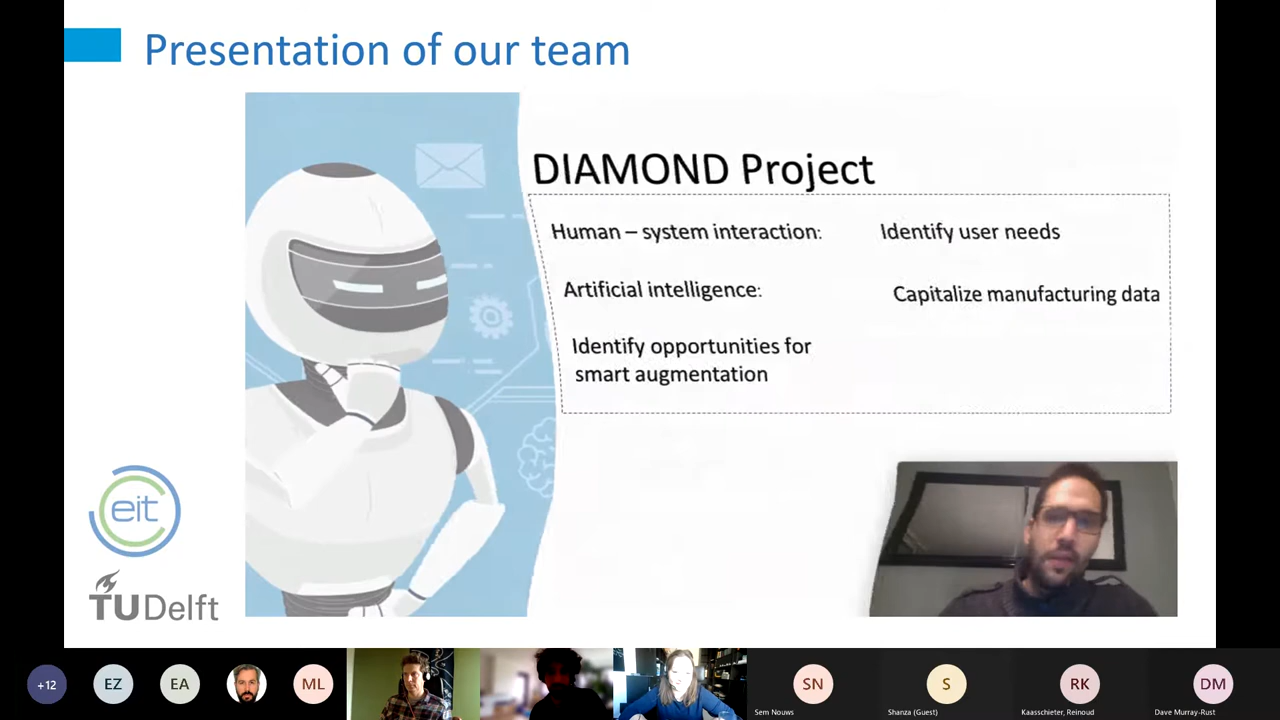 Presentation of our team
DIAMOND Project
Human – system interaction:
Identify user needs
Artificial intelligence:
Capitalize manufacturing data
Identify opportunities for
smart augmentation
eit
TU Delft
+12
EZ
EA
ML
SN
S
RK
DM
Sem Nouws
Shanza (Guest)
Kaasschieter, Reinoud
Dave Murray-Rust